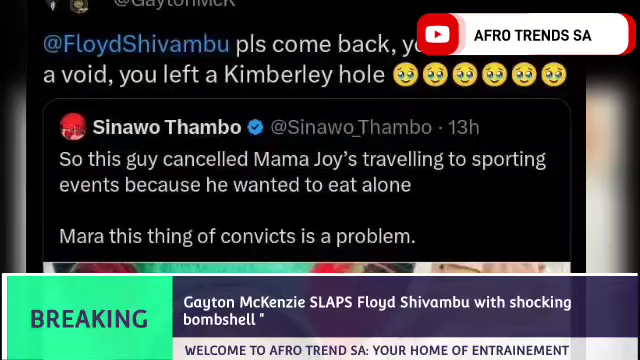 @GaytonMcK
@FloydShivambu pls come back, yo
a void, you left a Kimberley hole 🥹🥹🥹🥹🥹🥹
AFRO TRENDS SA
Sinawo Thambo @Sinawo_Thambo · 13h
So this guy cancelled Mama Joy's travelling to sporting
events because he wanted to eat alone
Mara this thing of convicts is a problem.
BREAKING
Gayton McKenzie SLAPS Floyd Shivambu with shocking
bombshell "
WELCOME TO AFRO TREND SA: YOUR HOME OF ENTRAINEMENT